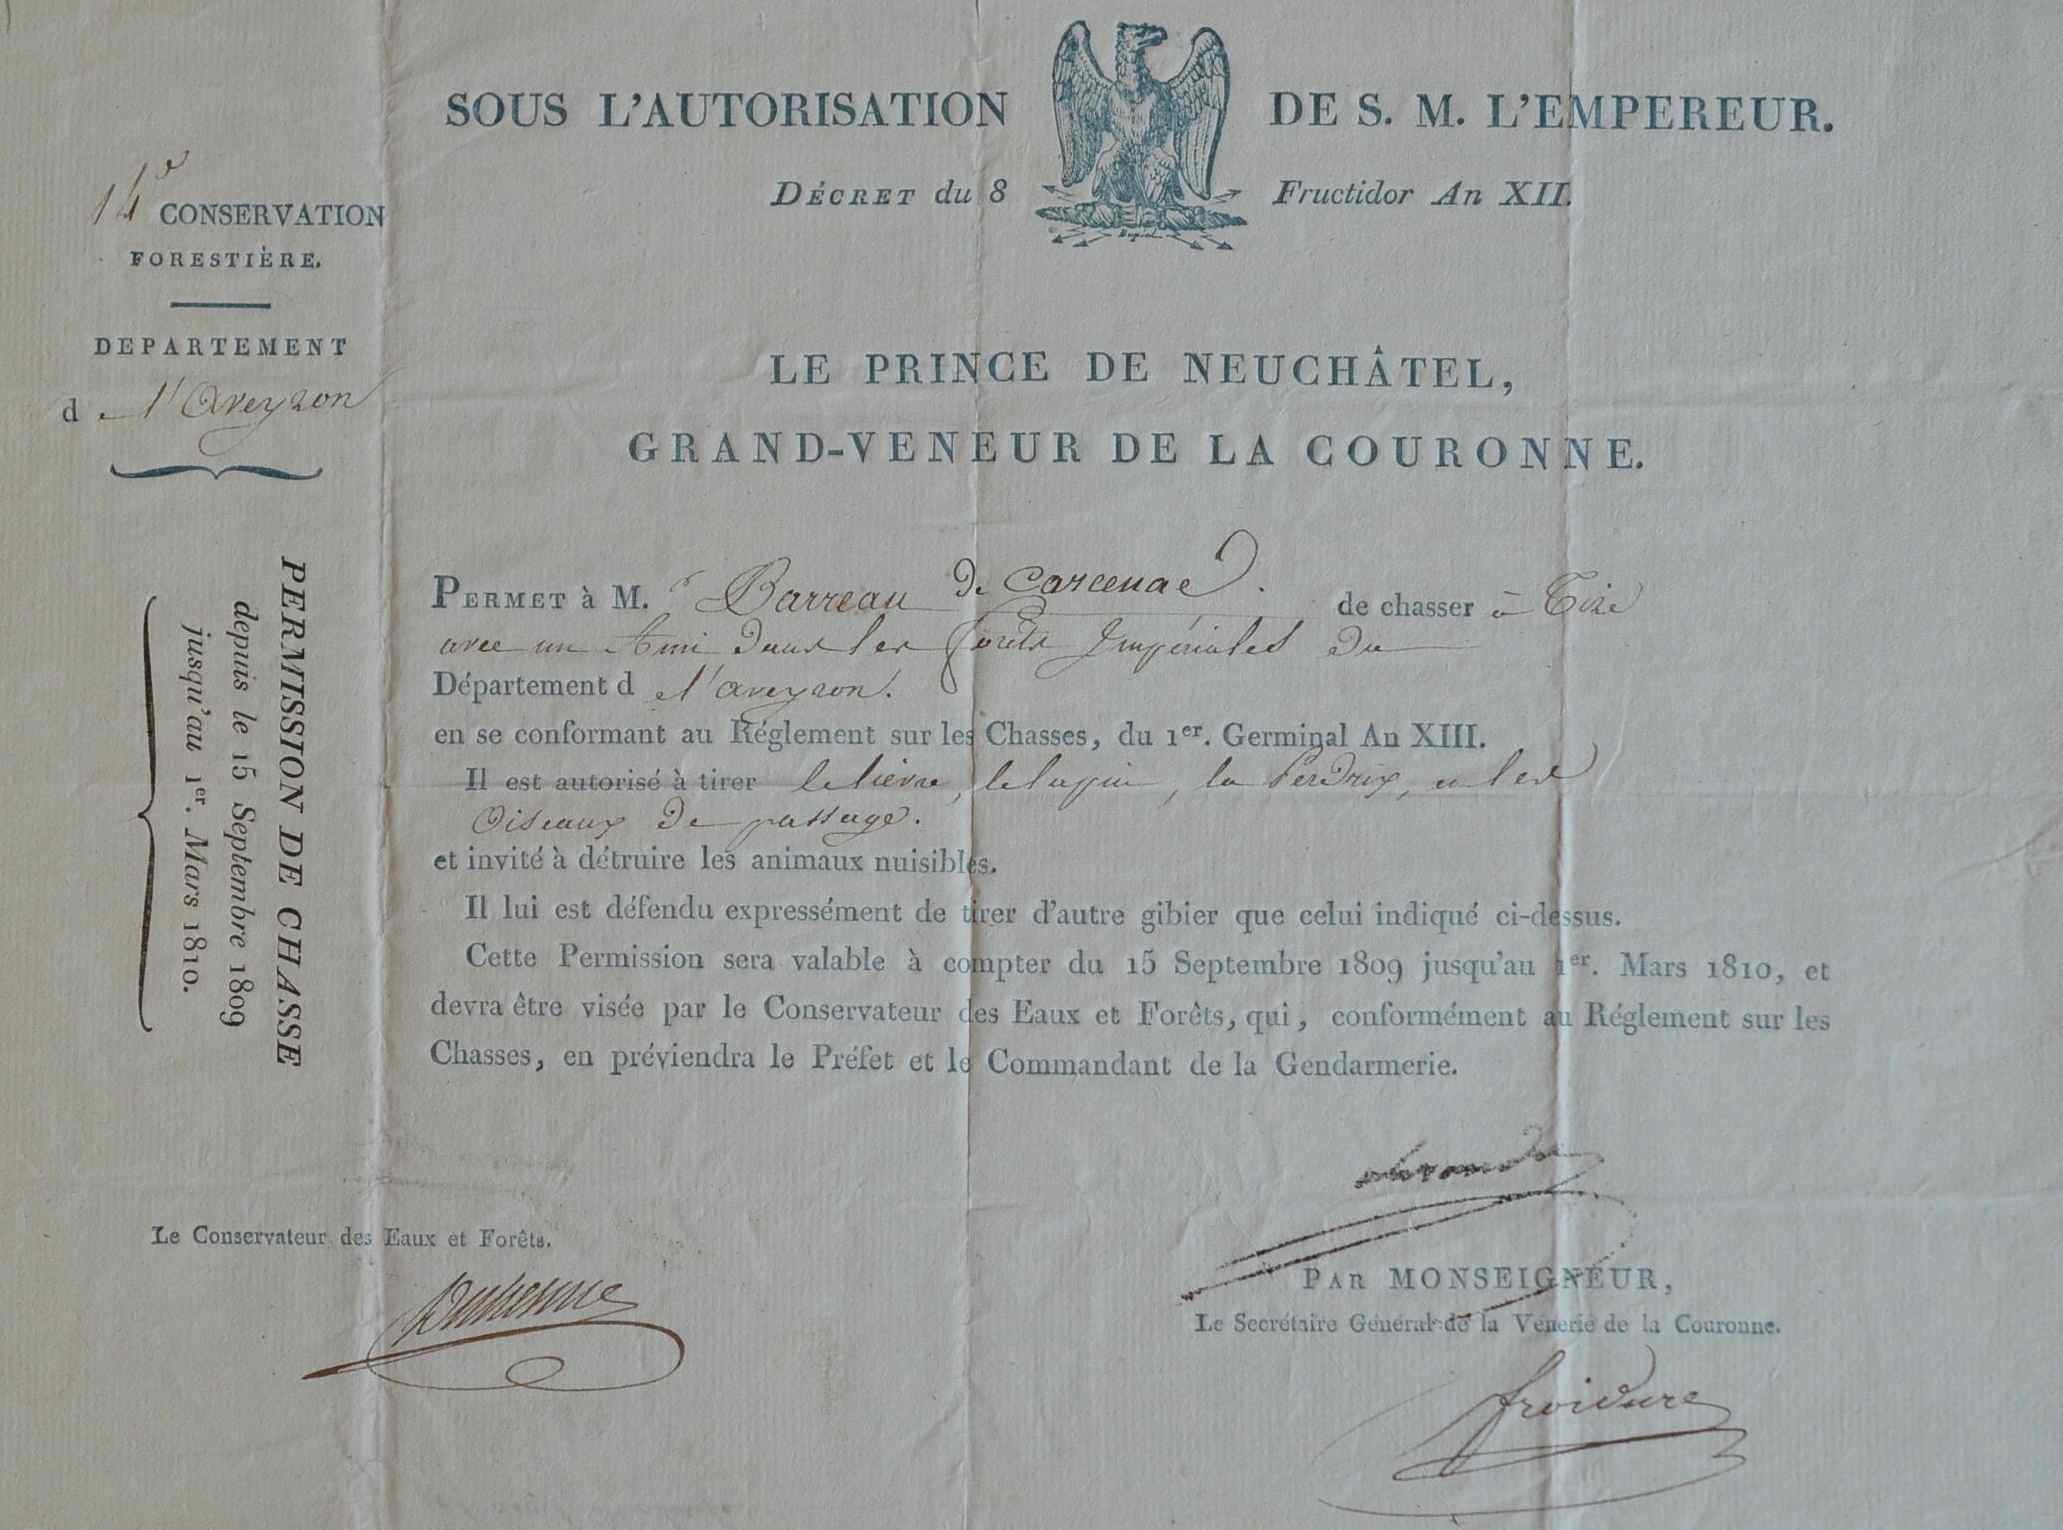 SOUS L'AUTORISATION DE S. M. L'EMPEREUR.
DÉCRET du 8 Fructidor An XII.
14e CONSERVATION
FORESTIÈRE.
DEPARTEMENT
de l'Aveyron
LE PRINCE DE NEUCHÂTEL,
GRAND-VENEUR DE LA COURONNE.
PERMISSION DE CHASSE
depuis le 15 Septembre 1809
jusqu'au 1er. Mars 1810.
PERMET à M. r Barreau de Carcenac. de chasser à Tire
avec un Ami dans les forêts Impériales du
Département de l'aveyron.
en se conformant au Réglement sur les Chasses, du 1er. Germinal An XIII.
Il est autorisé à tirer le lièvre, le lapin, la Perdrix, et les
Oiseaux de passage.
et invité à détruire les animaux nuisibles.
Il lui est défendu expressément de tirer d'autre gibier que celui indiqué ci-dessus.
Cette Permission sera valable à compter du 15 Septembre 1809 jusqu'au 1er. Mars 1810, et
devra être visée par le Conservateur des Eaux et Forêts, qui, conformément au Réglement sur les
Chasses, en préviendra le Préfet et le Commandant de la Gendarmerie.
Le Conservateur des Eaux et Forêts.
PAR MONSEIGNEUR,
Le Secrétaire Général de la Vénerie de la Couronne.
froidure